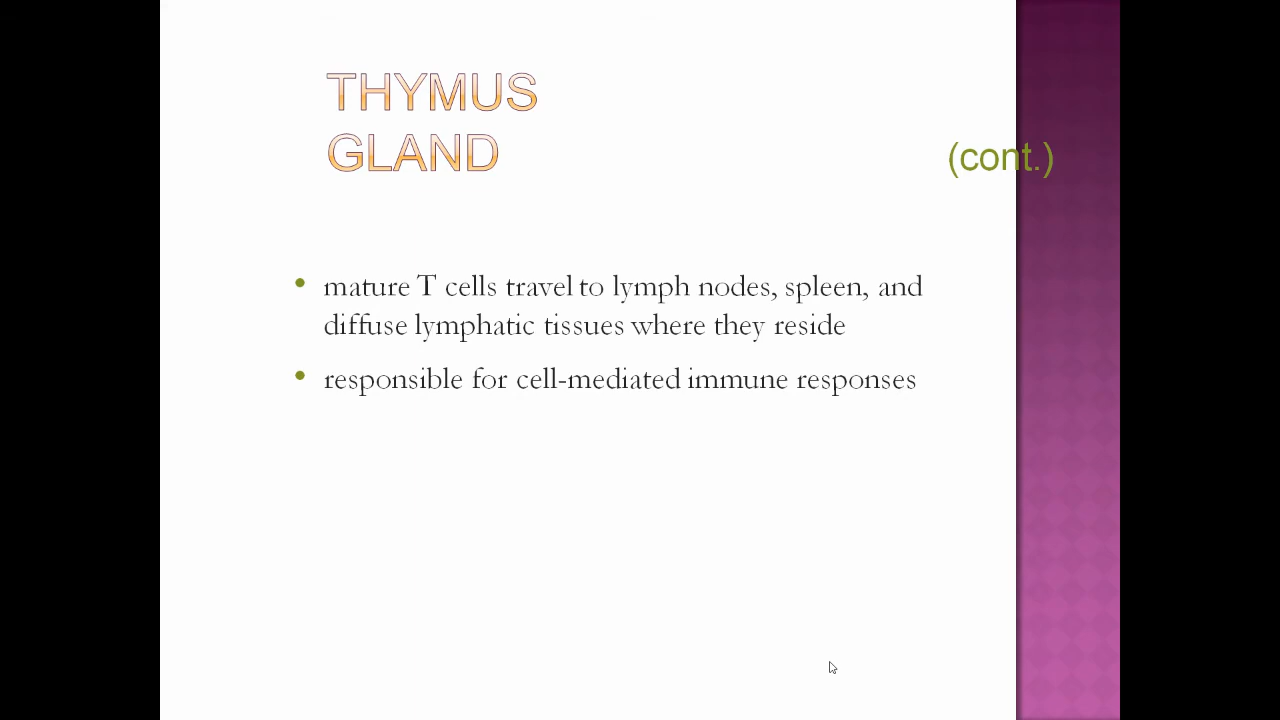 THYMUS
GLAND (cont.)
• mature T cells travel to lymph nodes, spleen, and
diffuse lymphatic tissues where they reside
• responsible for cell-mediated immune responses